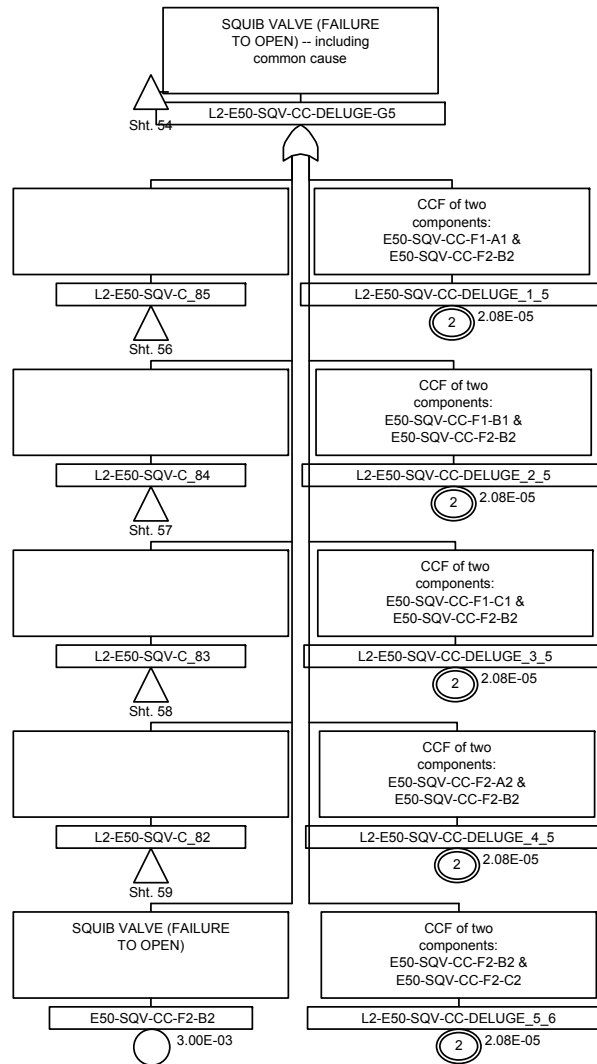 SQUIB VALVE (FAILURE
TO OPEN) -- including
common cause
L2-E50-SQV-CC-DELUGE-G5
Sht. 54
CCF of two
components:
E50-SQV-CC-F1-A1 &
E50-SQV-CC-F2-B2
L2-E50-SQV-C_85
L2-E50-SQV-CC-DELUGE_1_5
Sht. 56
2
2.08E-05
CCF of two
components:
E50-SQV-CC-F1-B1 &
E50-SQV-CC-F2-B2
L2-E50-SQV-C_84
L2-E50-SQV-CC-DELUGE_2_5
Sht. 57
2
2.08E-05
CCF of two
components:
E50-SQV-CC-F1-C1 &
E50-SQV-CC-F2-B2
L2-E50-SQV-C_83
L2-E50-SQV-CC-DELUGE_3_5
Sht. 58
2
2.08E-05
CCF of two
components:
E50-SQV-CC-F2-A2 &
E50-SQV-CC-F2-B2
L2-E50-SQV-C_82
L2-E50-SQV-CC-DELUGE_4_5
Sht. 59
2
2.08E-05
SQUIB VALVE (FAILURE
TO OPEN)
CCF of two
components:
E50-SQV-CC-F2-B2 &
E50-SQV-CC-F2-C2
E50-SQV-CC-F2-B2
L2-E50-SQV-CC-DELUGE_5_6
3.00E-03
2
2.08E-05